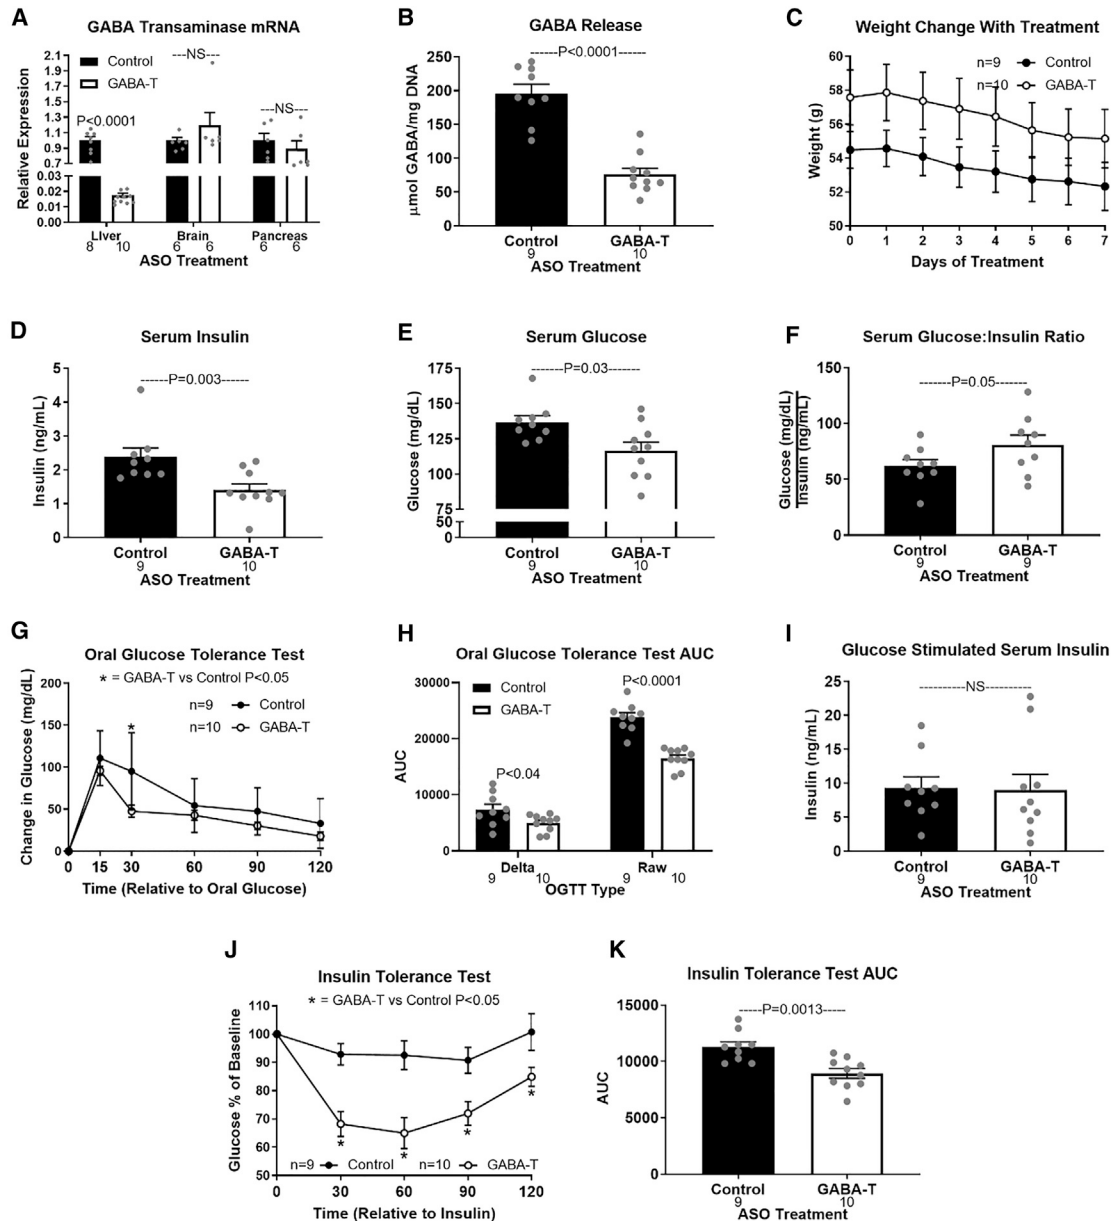 A
GABA Transaminase mRNA
Relative Expression
2.1
1.9
1.7
1.5
1.3
1.1
0.9
0.7
0.03
0.02
0.01
0.00
Control
GABA-T
---NS---
P<0.0001
---NS---
LIver Brain Pancreas
8 10 6 6 6 6
ASO Treatment
B
GABA Release
μmol GABA/mg DNA
250
200
150
100
50
0
------P<0.0001------
Control GABA-T
9 10
ASO Treatment
C
Weight Change With Treatment
Weight (g)
60
58
56
54
52
50
n=9 Control
n=10 GABA-T
0 1 2 3 4 5 6 7
Days of Treatment
D
Serum Insulin
Insulin (ng/mL)
5
4
3
2
1
0
------P=0.003------
Control GABA-T
9 10
ASO Treatment
E
Serum Glucose
Glucose (mg/dL)
175
150
125
100
75
50
0
-------P=0.03-------
Control GABA-T
9 10
ASO Treatment
F
Serum Glucose:Insulin Ratio
Glucose (mg/dL)
Insulin (ng/mL)
150
100
50
0
-------P=0.05-------
Control GABA-T
9 9
ASO Treatment
G
Oral Glucose Tolerance Test
* = GABA-T vs Control P<0.05
Change in Glucose (mg/dL)
200
150
100
50
0
n=9 Control
n=10 GABA-T
*
0 15 30 60 90 120
Time (Relative to Oral Glucose)
H
Oral Glucose Tolerance Test AUC
AUC
30000
20000
10000
0
Control
GABA-T
P<0.0001
P<0.04
Delta Raw
9 10 9 10
OGTT Type
I
Glucose Stimulated Serum Insulin
Insulin (ng/mL)
25
20
15
10
5
0
----------NS----------
Control GABA-T
9 10
ASO Treatment
J
Insulin Tolerance Test
* = GABA-T vs Control P<0.05
Glucose % of Baseline
110
100
90
80
70
60
50
* * * *
n=9 Control n=10 GABA-T
0 30 60 90 120
Time (Relative to Insulin)
K
Insulin Tolerance Test AUC
AUC
15000
10000
5000
0
-----P=0.0013-----
Control GABA-T
9 10
ASO Treatment